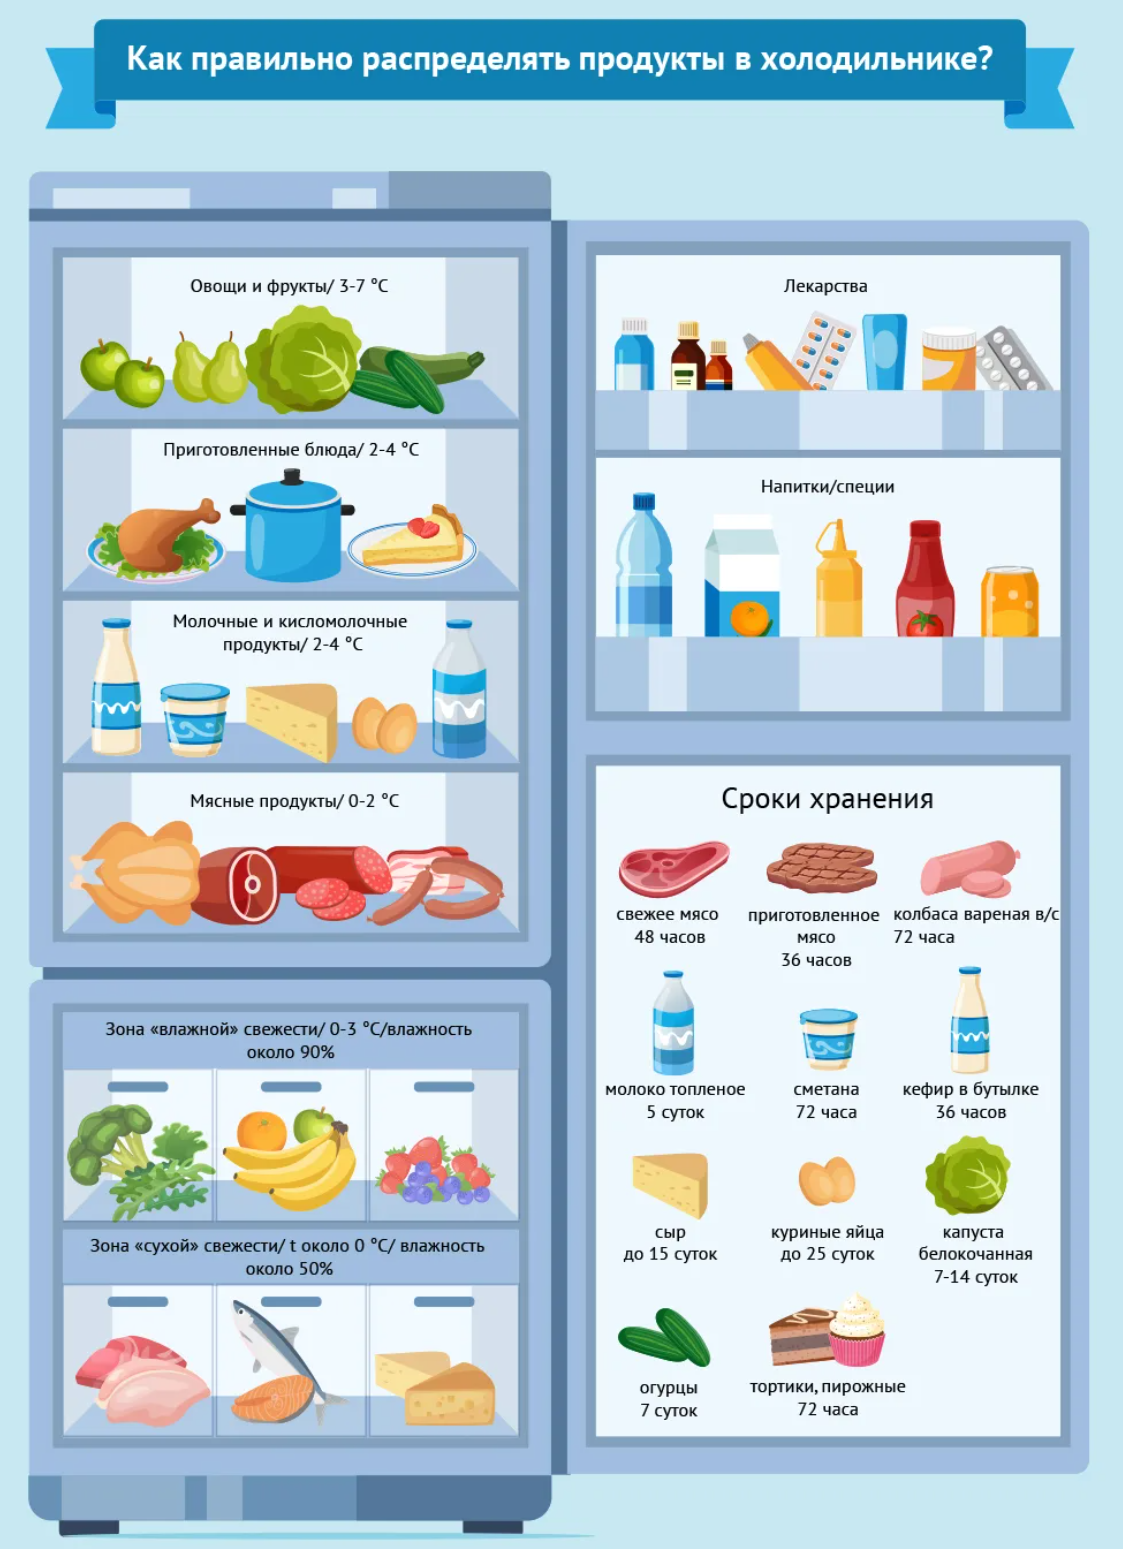 Как правильно распределять продукты в холодильнике?
Овощи и фрукты/ 3-7 °С
Приготовленные блюда/ 2-4 °С
Молочные и кисломолочные
продукты/ 2-4 °С
Мясные продукты/ 0-2 °С
Зона «влажной» свежести/ 0-3 °С/влажность
около 90%
Зона «сухой» свежести/ t около 0 °С/ влажность
около 50%
Лекарства
Напитки/специи
Сроки хранения
свежее мясо
48 часов
приготовленное
мясо
36 часов
колбаса вареная в/с
72 часа
молоко топленое
5 суток
сметана
72 часа
кефир в бутылке
36 часов
сыр
до 15 суток
куриные яйца
до 25 суток
капуста
белокочанная
7-14 суток
огурцы
7 суток
тортики, пирожные
72 часа